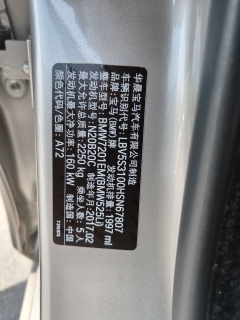 华晨宝马汽车有限公司制造
车辆识别代号: LBV5S3100HSN67807
品牌: 宝马 (BMW) 牌
发动机排量: 1997 ml
整车型号: BMW7201EM(BMW525Li)
发动机型号: N20B20C 制造年月: 2017.02
最大允许总质量: 2250 kg 乘坐人数: 5 人
发动机最大净功率: 160 kW 制造国: 中国
颜色代码/色卡: A72